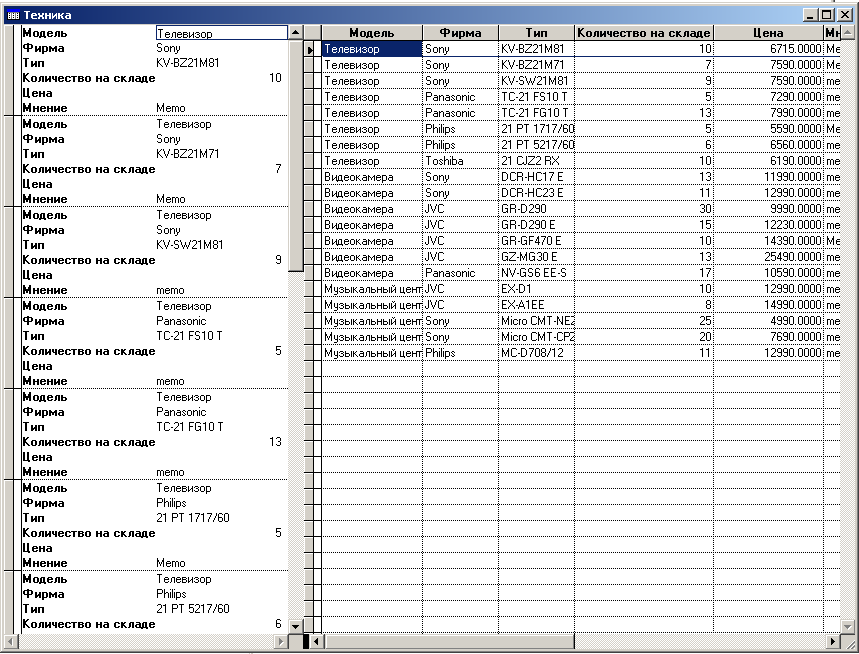 Техника
Модель Телевизор
Фирма Sony
Тип KV-BZ21M81
Количество на складе 10
Цена
Мнение Memo
Модель Телевизор
Фирма Sony
Тип KV-BZ21M71
Количество на складе 7
Цена
Мнение Memo
Модель Телевизор
Фирма Sony
Тип KV-SW21M81
Количество на складе 9
Цена
Мнение memo
Модель Телевизор
Фирма Panasonic
Тип TC-21 FS10 T
Количество на складе 5
Цена
Мнение memo
Модель Телевизор
Фирма Panasonic
Тип TC-21 FG10 T
Количество на складе 13
Цена
Мнение memo
Модель Телевизор
Фирма Philips
Тип 21 PT 1717/60
Количество на складе 5
Цена
Мнение Memo
Модель Телевизор
Фирма Philips
Тип 21 PT 5217/60
Количество на складе 6
Модель Фирма Тип Количество на складе Цена Мн
Телевизор Sony KV-BZ21M81 10 6715.0000 Me
Телевизор Sony KV-BZ21M71 7 7590.0000 Me
Телевизор Sony KV-SW21M81 9 7590.0000 me
Телевизор Panasonic TC-21 FS10 T 5 7290.0000 me
Телевизор Panasonic TC-21 FG10 T 13 7990.0000 me
Телевизор Philips 21 PT 1717/60 5 5590.0000 Me
Телевизор Philips 21 PT 5217/60 6 6560.0000 Me
Телевизор Toshiba 21 CJZ2 RX 10 6190.0000 me
Видеокамера Sony DCR-HC17 E 13 11990.0000 me
Видеокамера Sony DCR-HC23 E 11 12990.0000 me
Видеокамера JVC GR-D290 30 9990.0000 me
Видеокамера JVC GR-D290 E 15 12230.0000 me
Видеокамера JVC GR-GF470 E 10 14390.0000 Me
Видеокамера JVC GZ-MG30 E 13 25490.0000 me
Видеокамера Panasonic NV-GS6 EE-S 17 10590.0000 me
Музыкальный цент JVC EX-D1 10 12990.0000 me
Музыкальный цент JVC EX-A1EE 8 14990.0000 me
Музыкальный цент Sony Micro CMT-NEZ 25 4990.0000 me
Музыкальный цент Sony Micro CMT-CPZ 20 7690.0000 me
Музыкальный цент Philips MC-D708/12 11 12990.0000 me